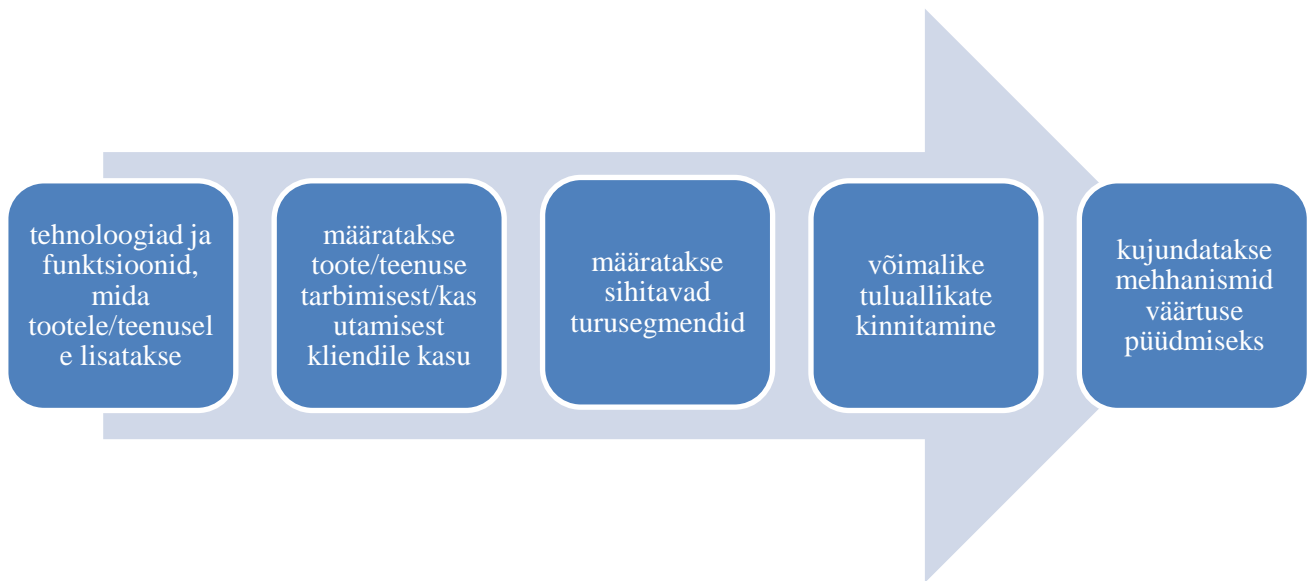 tehnoloogiad ja
funktsioonid,
mida
tootele/teenusel
e lisatakse
määratakse
toote/teenuse
tarbimisest/kas
utamisest
kliendile kasu
määratakse
sihitavad
turusegmendid
võimalike
tuluallikate
kinnitamine
kujundatakse
mehhanismid
väärtuse
püüdmiseks